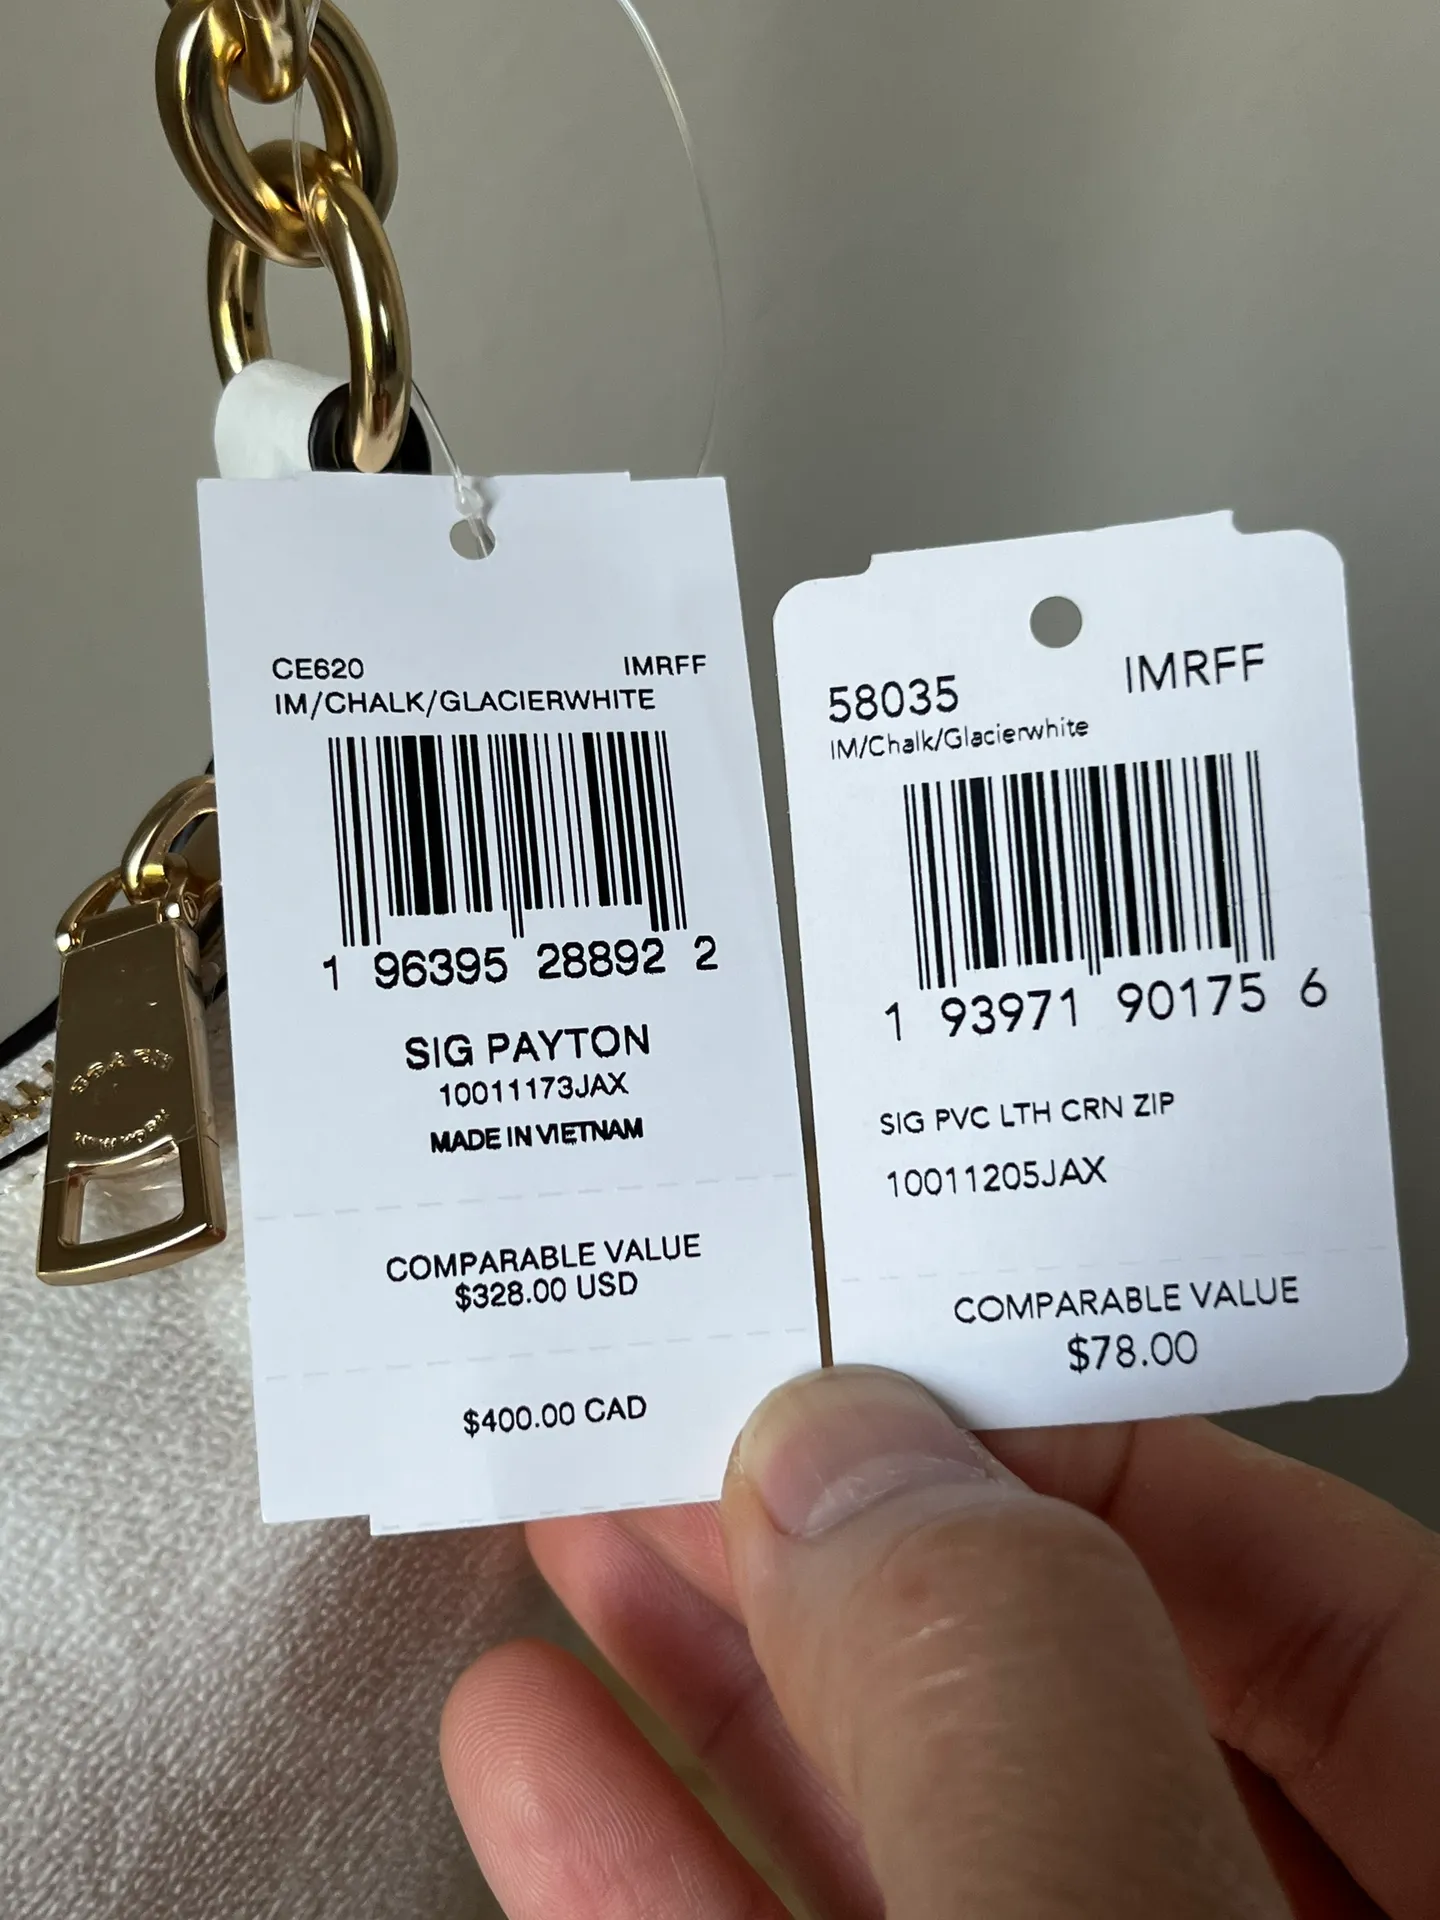 CE620 IMRFF
IM/CHALK/GLACIERWHITE
1 96395 28892 2
SIG PAYTON
10011173JAX
MADE IN VIETNAM
COMPARABLE VALUE
$328.00 USD
$400.00 CAD
58035 IMRFF
IM/Chalk/Glacierwhite
1 93971 90175 6
SIG PVC LTH CRN ZIP
10011205JAX
COMPARABLE VALUE
$78.00
NEW YORK